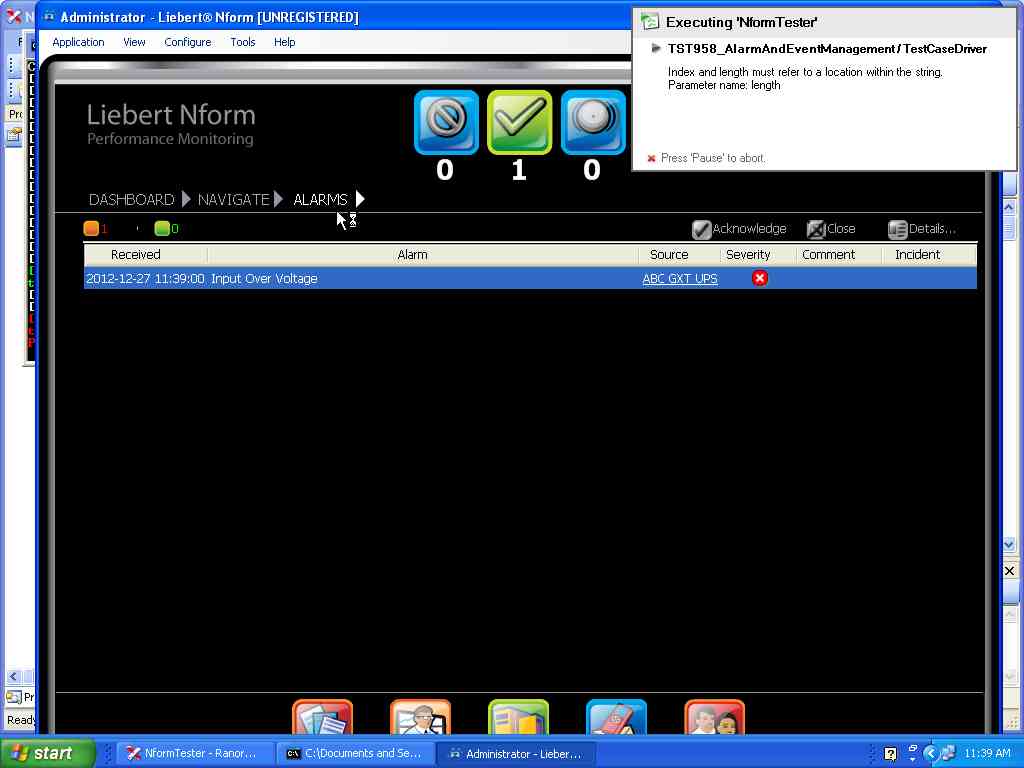 Administrator - Liebert® Nform [UNREGISTERED]
Application View Configure Tools Help
Executing 'NformTester'
TST958_AlarmAndEventManagement/TestCaseDriver
Index and length must refer to a location within the string.
Parameter name: length
Press 'Pause' to abort.
Liebert Nform
Performance Monitoring
0 1 0
DASHBOARD NAVIGATE ALARMS
1 0 Acknowledge Close Details...
Received Alarm Source Severity Comment Incident
2012-12-27 11:39:00 Input Over Voltage ABC GXT UPS
Ready
start NformTester - Ranor... C:\Documents and Se... Administrator - Lieber... 11:39 AM